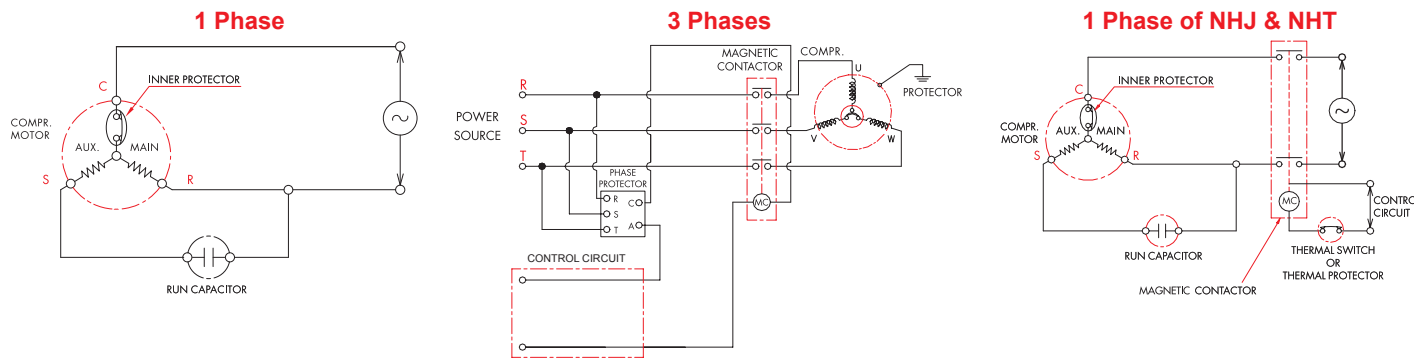 1 Phase
C
INNER PROTECTOR
COMPR.
MOTOR
AUX.
MAIN
S
R
RUN CAPACITOR
3 Phases
MAGNETIC
CONTACTOR
COMPR.
U
R
PROTECTOR
POWER
SOURCE
S
V
W
T
PHASE
PROTECTOR
R
C
MC
S
A
T
CONTROL CIRCUIT
1 Phase of NHJ & NHT
INNER PROTECTOR
C
COMPR.
MOTOR
AUX.
MAIN
S
R
MC
CONTRC
CIRCUIT
RUN CAPACITOR
THERMAL SWITCH
OR
THERMAL PROTECTOR
MAGNETIC CONTACTOR